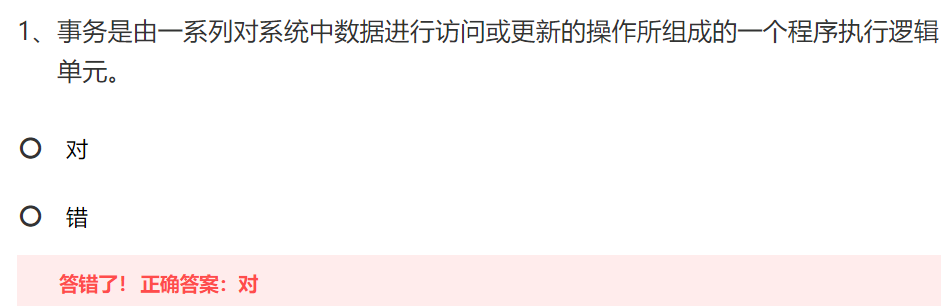 1、事务是由一系列对系统中数据进行访问或更新的操作所组成的一个程序执行逻辑
单元。
对
错
答错了！正确答案：对